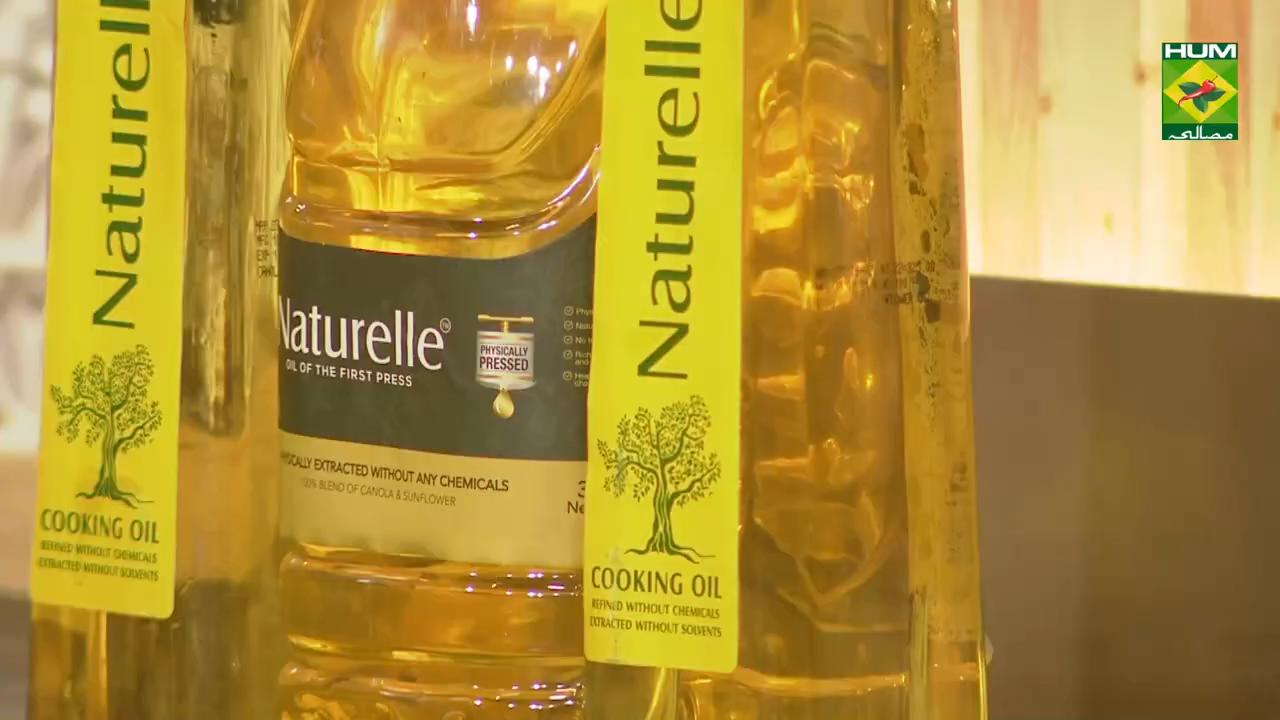 HUM
مصالحہ
Naturelle
COOKING OIL
REFINED WITHOUT CHEMICALS
EXTRACTED WITHOUT SOLVENTS
Naturelle
OIL OF THE FIRST PRESS
PHYSICALLY
PRESSED
EXTRACTED WITHOUT ANY CHEMICALS
100% BLEND OF CANOLA & SUNFLOWER
Naturelle
COOKING OIL
REFINED WITHOUT CHEMICALS
EXTRACTED WITHOUT SOLVENTS